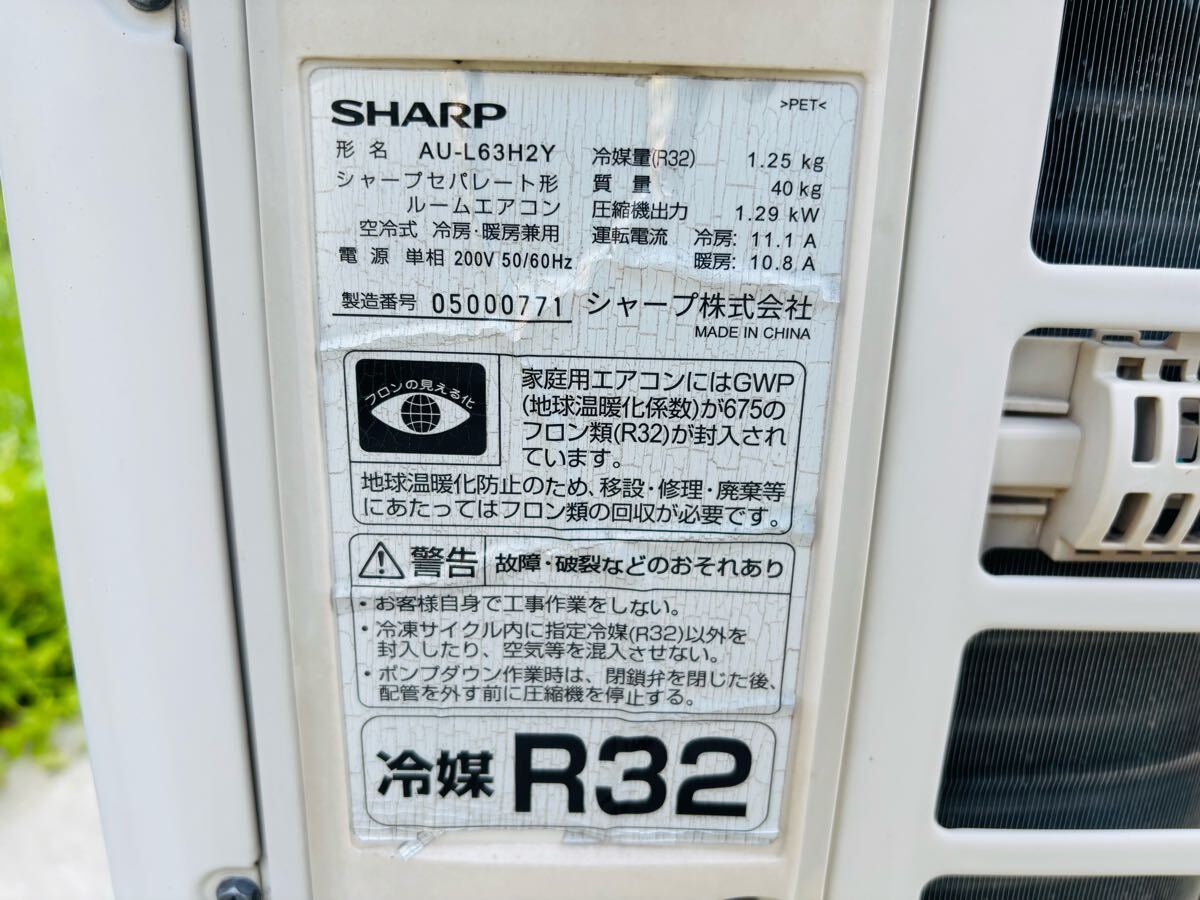 SHARP
>PET<
形名 AU-L63H2Y
シャープセパレート形
ルームエアコン
空冷式 冷房・暖房兼用
電源 単相 200V 50/60Hz
冷媒量(R32) 1.25 kg
質量 40 kg
圧縮機出力 1.29 kW
運転電流 冷房: 11.1 A
暖房: 10.8 A
製造番号 05000771 シャープ株式会社
MADE IN CHINA
フロンの見える化
家庭用エアコンにはGWP
(地球温暖化係数)が675の
フロン類(R32)が封入され
ています。
地球温暖化防止のため、移設・修理・廃棄等
にあたってはフロン類の回収が必要です。
警告 故障・破裂などのおそれあり
・お客様自身で工事作業をしない。
・冷凍サイクル内に指定冷媒(R32)以外を
封入したり、空気等を混入させない。
・ポンプダウン作業時は、閉鎖弁を閉じた後、
配管を外す前に圧縮機を停止する。
冷媒 R32